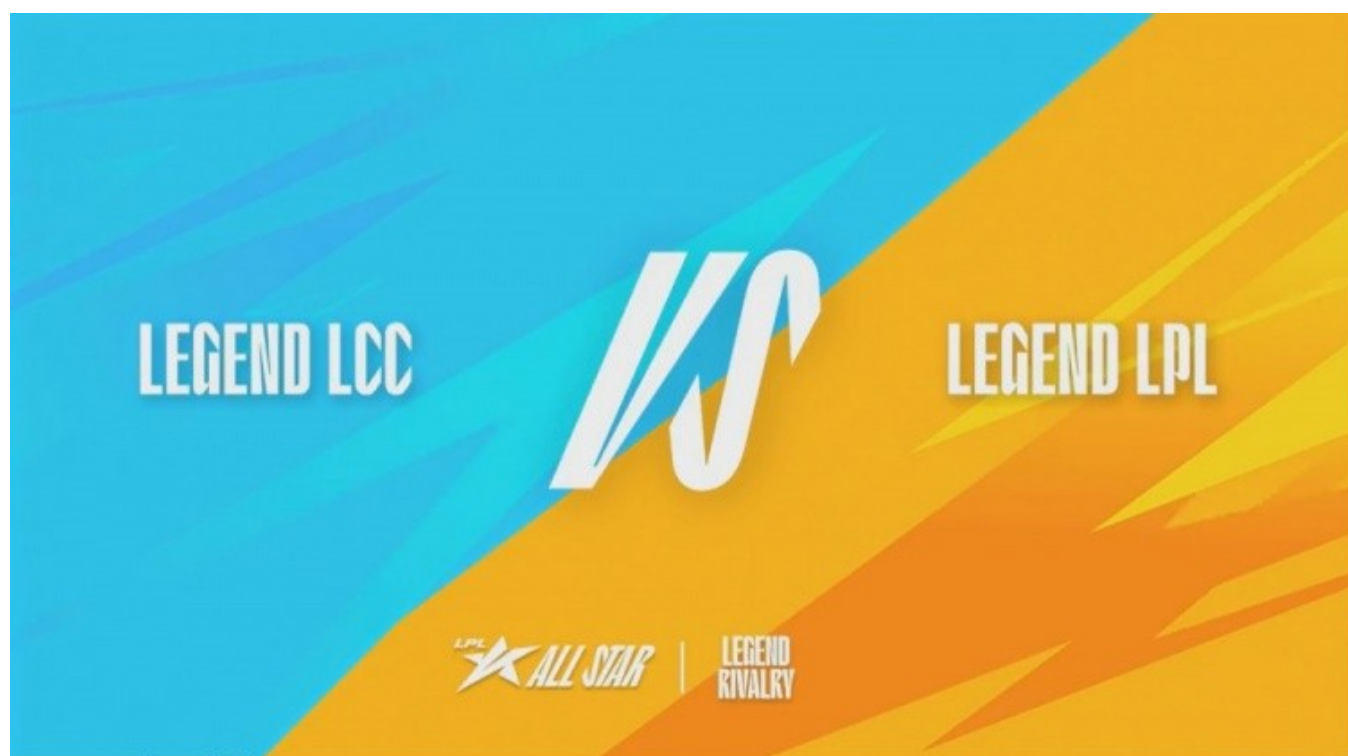 LEGEND LCC
VS
LEGEND LPL
LPL
ALL STAR
LEGEND
RIVALRY